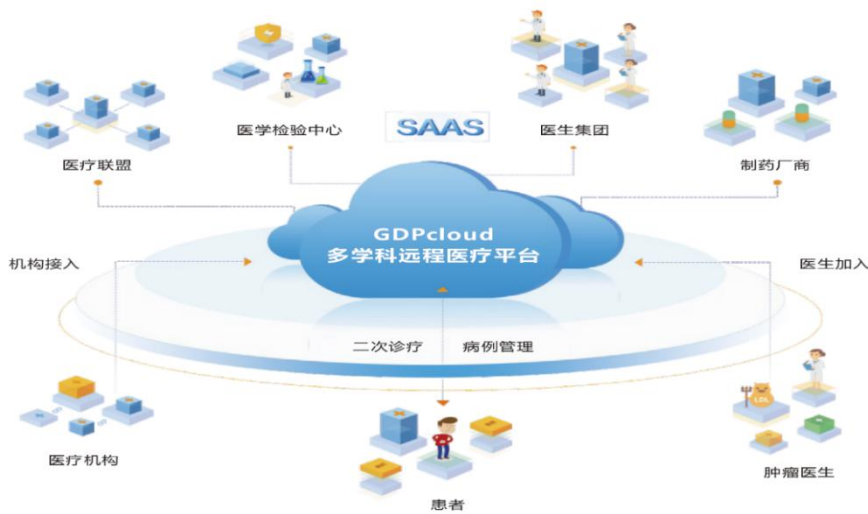 医学检验中心
SAAS
医生集团
医疗联盟
制药厂商
GDPcloud
多学科远程医疗平台
机构接入
医生加入
二次诊疗
病例管理
LDL
医疗机构
肿瘤医生
患者